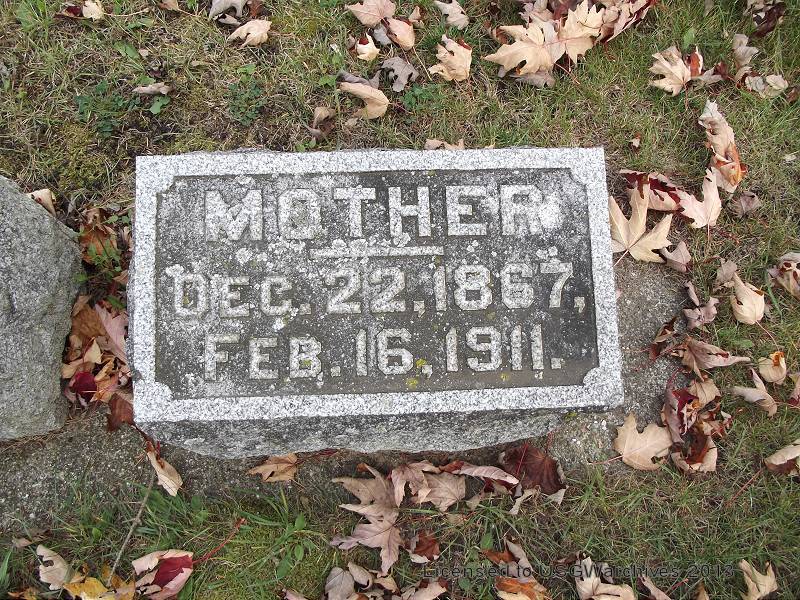 MOTHER
DEC. 22, 1867,
FEB. 16, 1911.
Licensed to USGWarchives 2013